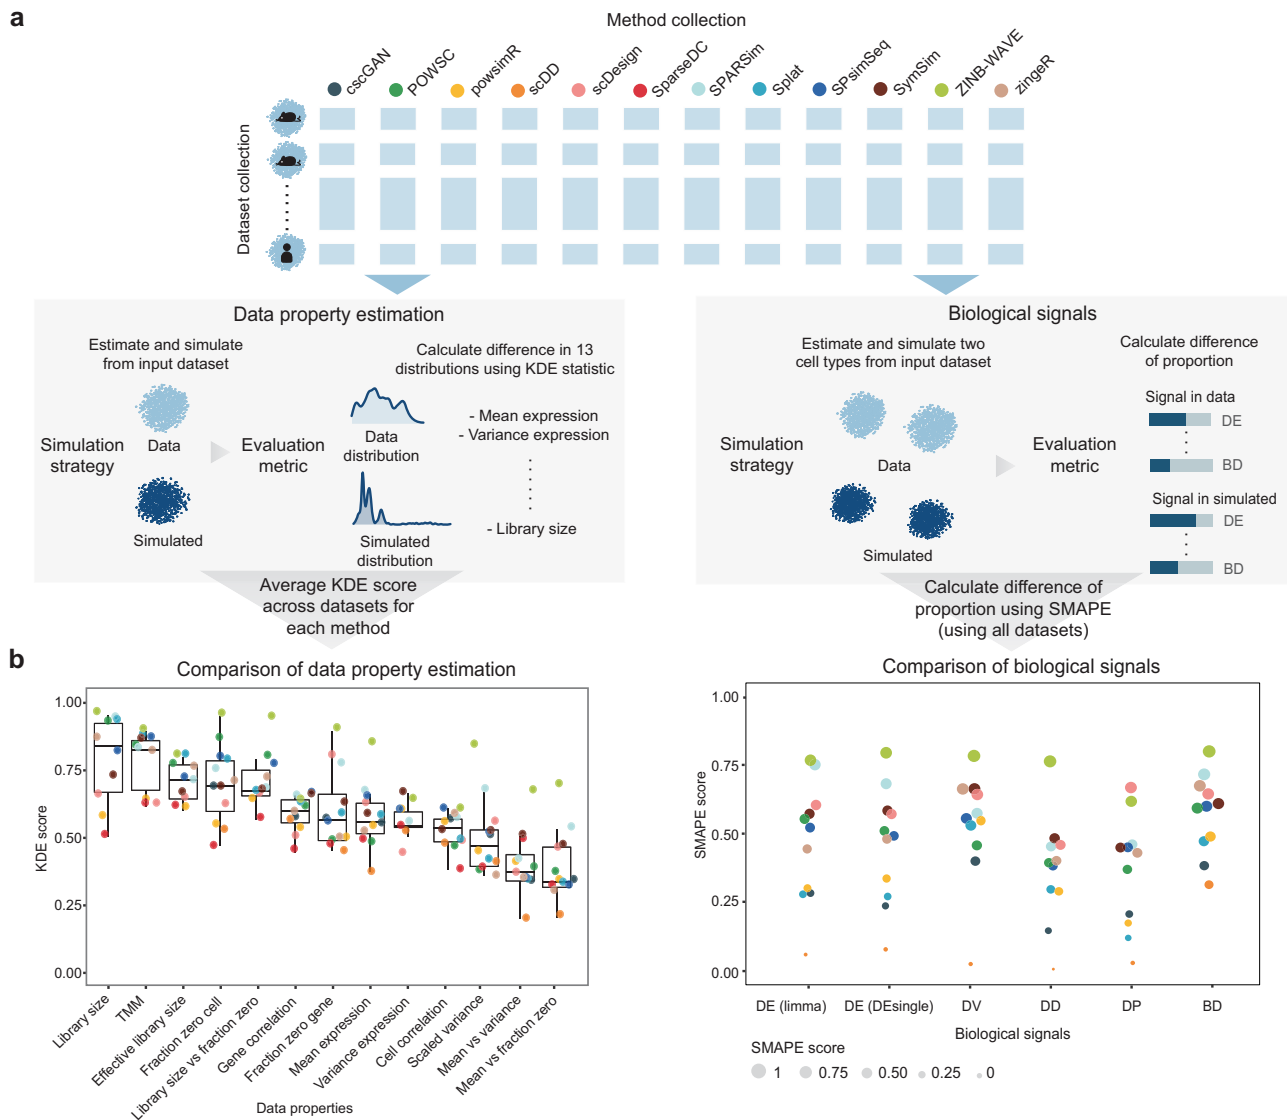 a
Method collection
cscGAN
POWSC
powsimR
scDD
scDesign
SparseDC
SPARSim
Splat
SPsimSeq
SymSim
ZINB-WAVE
zingeR
Dataset collection
Data property estimation
Estimate and simulate
from input dataset
Calculate difference in 13
distributions using KDE statistic
Simulation
strategy
Data
Simulated
Evaluation
metric
Data
distribution
Simulated
distribution
- Mean expression
- Variance expression
- Library size
Average KDE score
across datasets for
each method
Biological signals
Estimate and simulate two
cell types from input dataset
Calculate difference
of proportion
Simulation
strategy
Data
Simulated
Evaluation
metric
Signal in data
DE
BD
Signal in simulated
DE
BD
Calculate difference of
proportion using SMAPE
(using all datasets)
b
Comparison of data property estimation
KDE score
1.00
0.75
0.50
0.25
0.00
Library size
TMM
Effective library size
Fraction zero cell
Library size vs fraction zero
Gene correlation
Fraction zero gene
Mean expression
Variance expression
Cell correlation
Scaled variance
Mean vs variance
Mean vs fraction zero
Data properties
Comparison of biological signals
SMAPE score
1.00
0.75
0.50
0.25
0.00
DE (limma)
DE (DEsingle)
DV
DD
DP
BD
Biological signals
SMAPE score
1
0.75
0.50
0.25
0